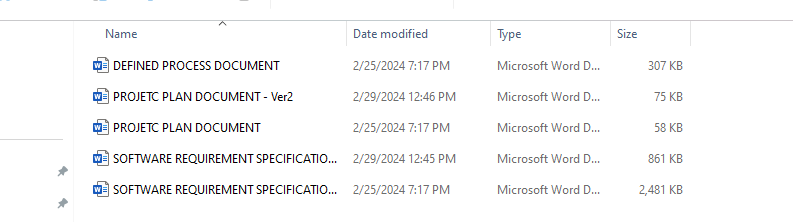 Name Date modified Type Size
DEFINED PROCESS DOCUMENT 2/25/2024 7:17 PM Microsoft Word D... 307 KB
PROJETC PLAN DOCUMENT - Ver2 2/29/2024 12:46 PM Microsoft Word D... 75 KB
PROJETC PLAN DOCUMENT 2/25/2024 7:17 PM Microsoft Word D... 58 KB
SOFTWARE REQUIREMENT SPECIFICATIO... 2/29/2024 12:45 PM Microsoft Word D... 861 KB
SOFTWARE REQUIREMENT SPECIFICATIO... 2/25/2024 7:17 PM Microsoft Word D... 2,481 KB